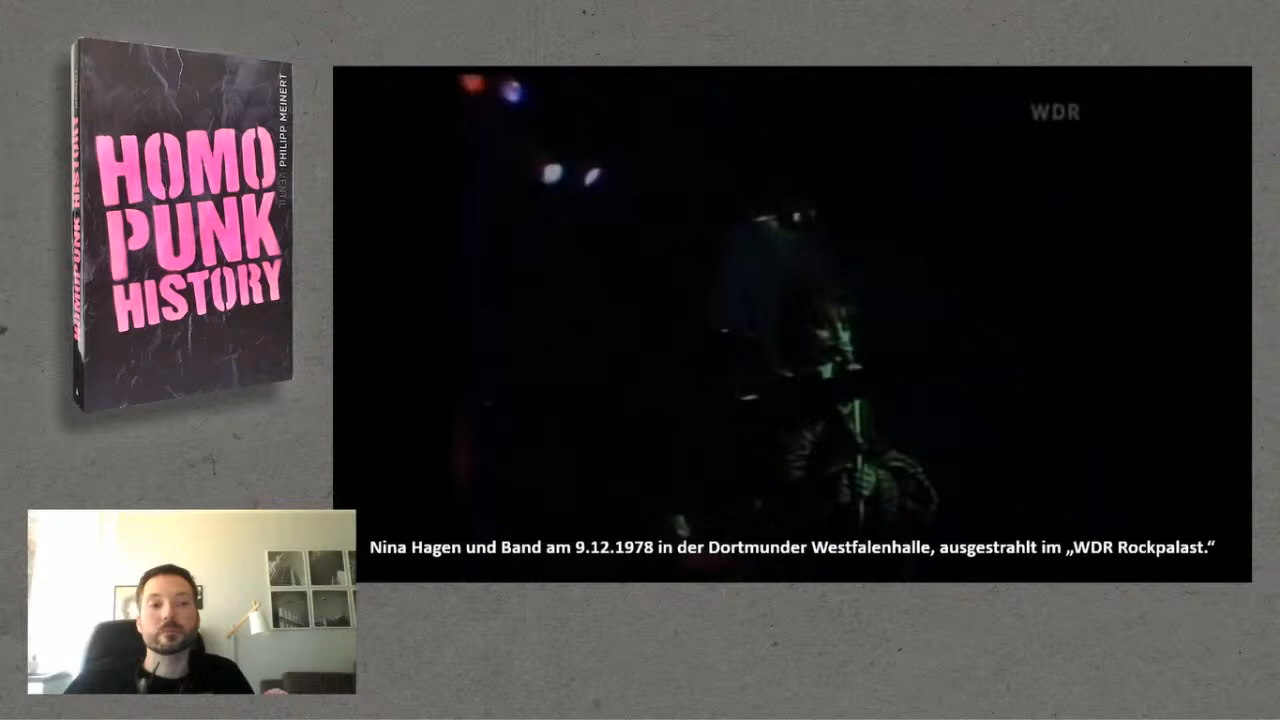 HOMO
PUNK
HISTORY
PHILIPP MEINERT
HOMOPUNK HISTORY
WDR
Nina Hagen und Band am 9.12.1978 in der Dortmunder Westfalenhalle, ausgestrahlt im „WDR Rockpalast.“